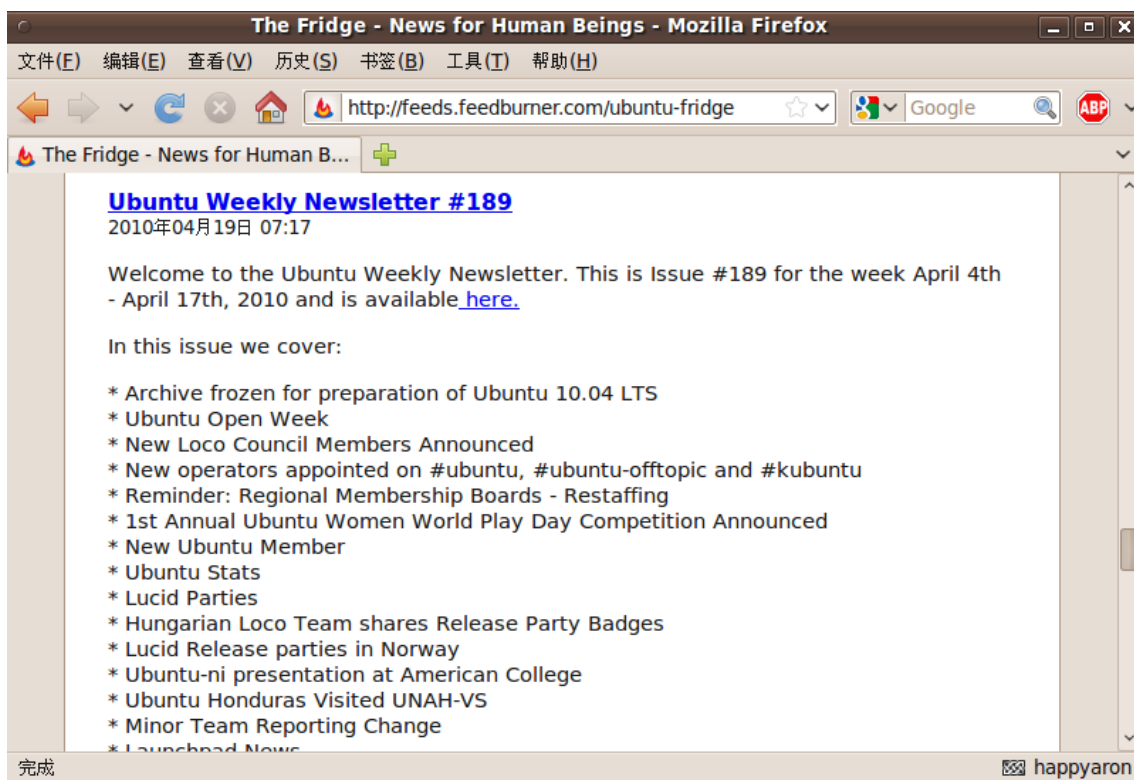 The Fridge - News for Human Beings - Mozilla Firefox
文件(F) 编辑(E) 查看(V) 历史(S) 书签(B) 工具(T) 帮助(H)
http://feeds.feedburner.com/ubuntu-fridge Google ABP
The Fridge - News for Human B...
Ubuntu Weekly Newsletter #189
2010年04月19日 07:17
Welcome to the Ubuntu Weekly Newsletter. This is Issue #189 for the week April 4th
- April 17th, 2010 and is available here.
In this issue we cover:
* Archive frozen for preparation of Ubuntu 10.04 LTS
* Ubuntu Open Week
* New Loco Council Members Announced
* New operators appointed on #ubuntu, #ubuntu-offtopic and #kubuntu
* Reminder: Regional Membership Boards - Restaffing
* 1st Annual Ubuntu Women World Play Day Competition Announced
* New Ubuntu Member
* Ubuntu Stats
* Lucid Parties
* Hungarian Loco Team shares Release Party Badges
* Lucid Release parties in Norway
* Ubuntu-ni presentation at American College
* Ubuntu Honduras Visited UNAH-VS
* Minor Team Reporting Change
* Launchpad News
完成 happyaron